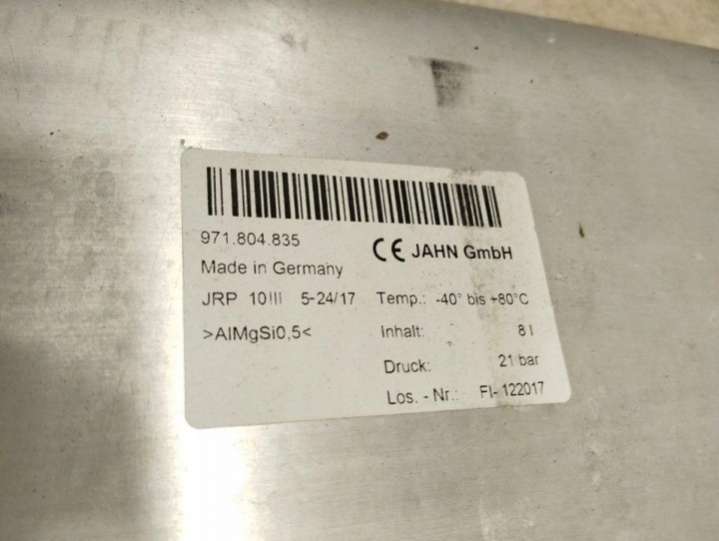 971.804.835
CE JAHN GmbH
Made in Germany
JRP 10!!! 5-24/17
Temp.: -40° bis +80°C
>AlMgSi0,5<
Inhalt: 8 l
Druck: 21 bar
Los. - Nr.: FI- 122017